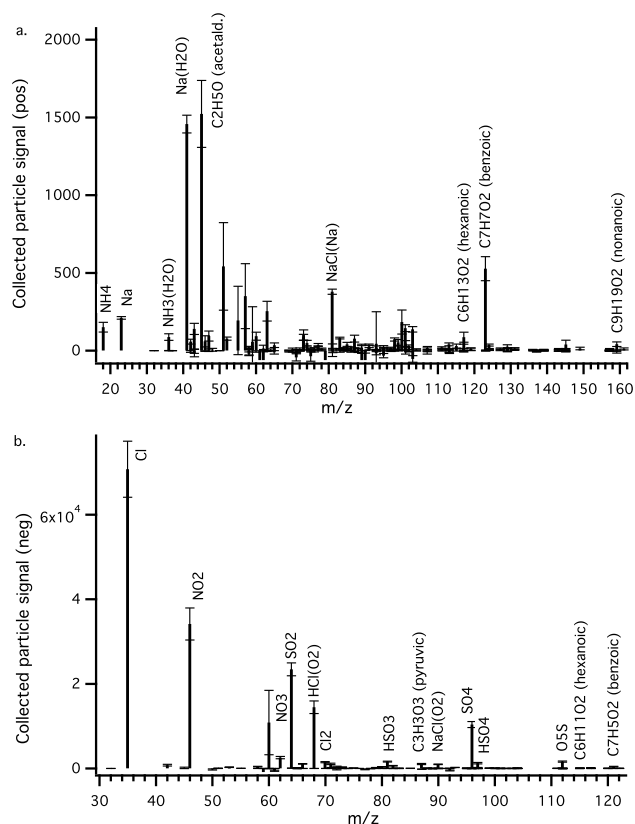 a.
Collected particle signal (pos)
2000
1500
1000
500
0
NH4
Na
NH3(H2O)
Na(H2O)
C2H5O (acetald.)
NaCl(Na)
C6H13O2 (hexanoic)
C7H7O2 (benzoic)
C9H19O2 (nonanoic)
20 30 40 50 60 70 80 90 100 110 120 130 140 150 160
m/z
b.
Collected particle signal (neg)
6x10⁴
4
2
0
Cl
NO2
NO3
SO2
HCl(O2)
Cl2
HSO3
C3H3O3 (pyruvic)
NaCl(O2)
SO4
HSO4
O5S
C6H11O2 (hexanoic)
C7H5O2 (benzoic)
30 40 50 60 70 80 90 100 110 120
m/z